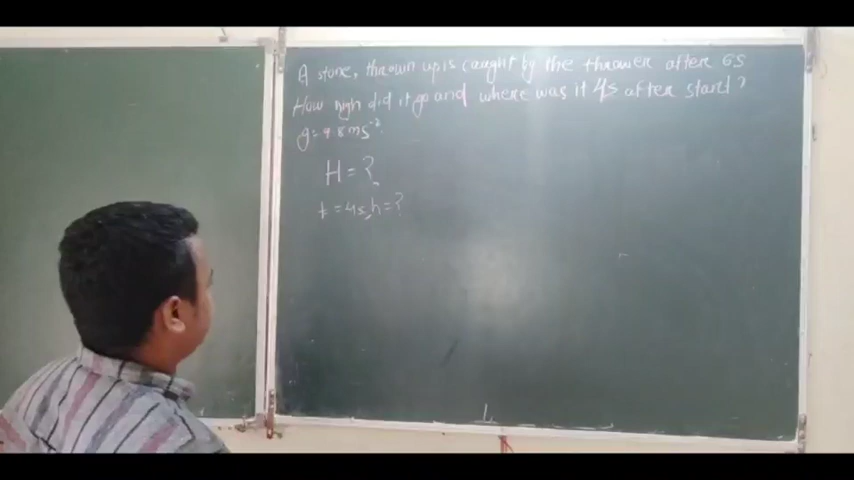 A stone, thrown up is caught by the thrower after 6s
How high did it go and where was it 4s after start?
g = 9.8 ms⁻².
H = ?
t = 4s, h = ?